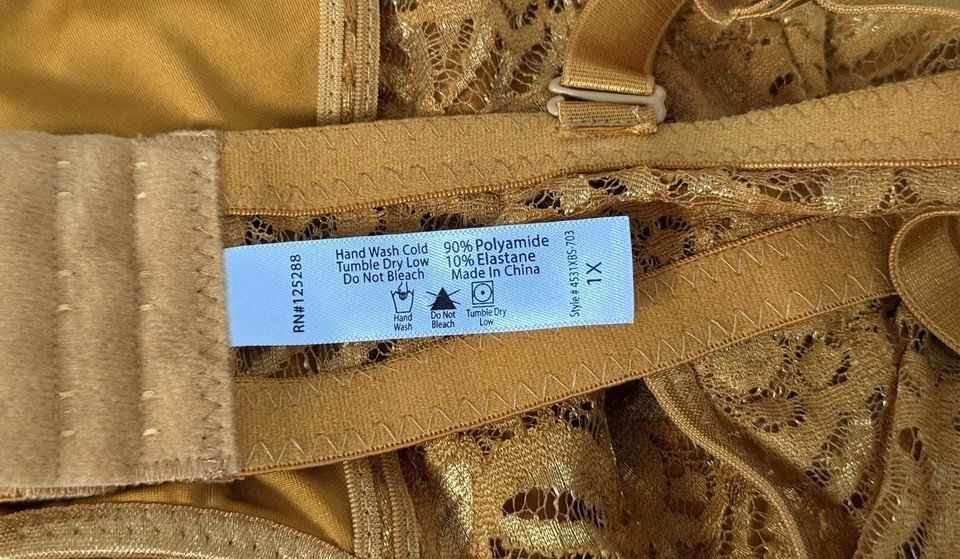 RN#125288
Hand Wash Cold
Tumble Dry Low
Do Not Bleach
90% Polyamide
10% Elastane
Made In China
Hand
Wash
Do Not
Bleach
Tumble Dry
Low
Style# 4531XBS-703
1X